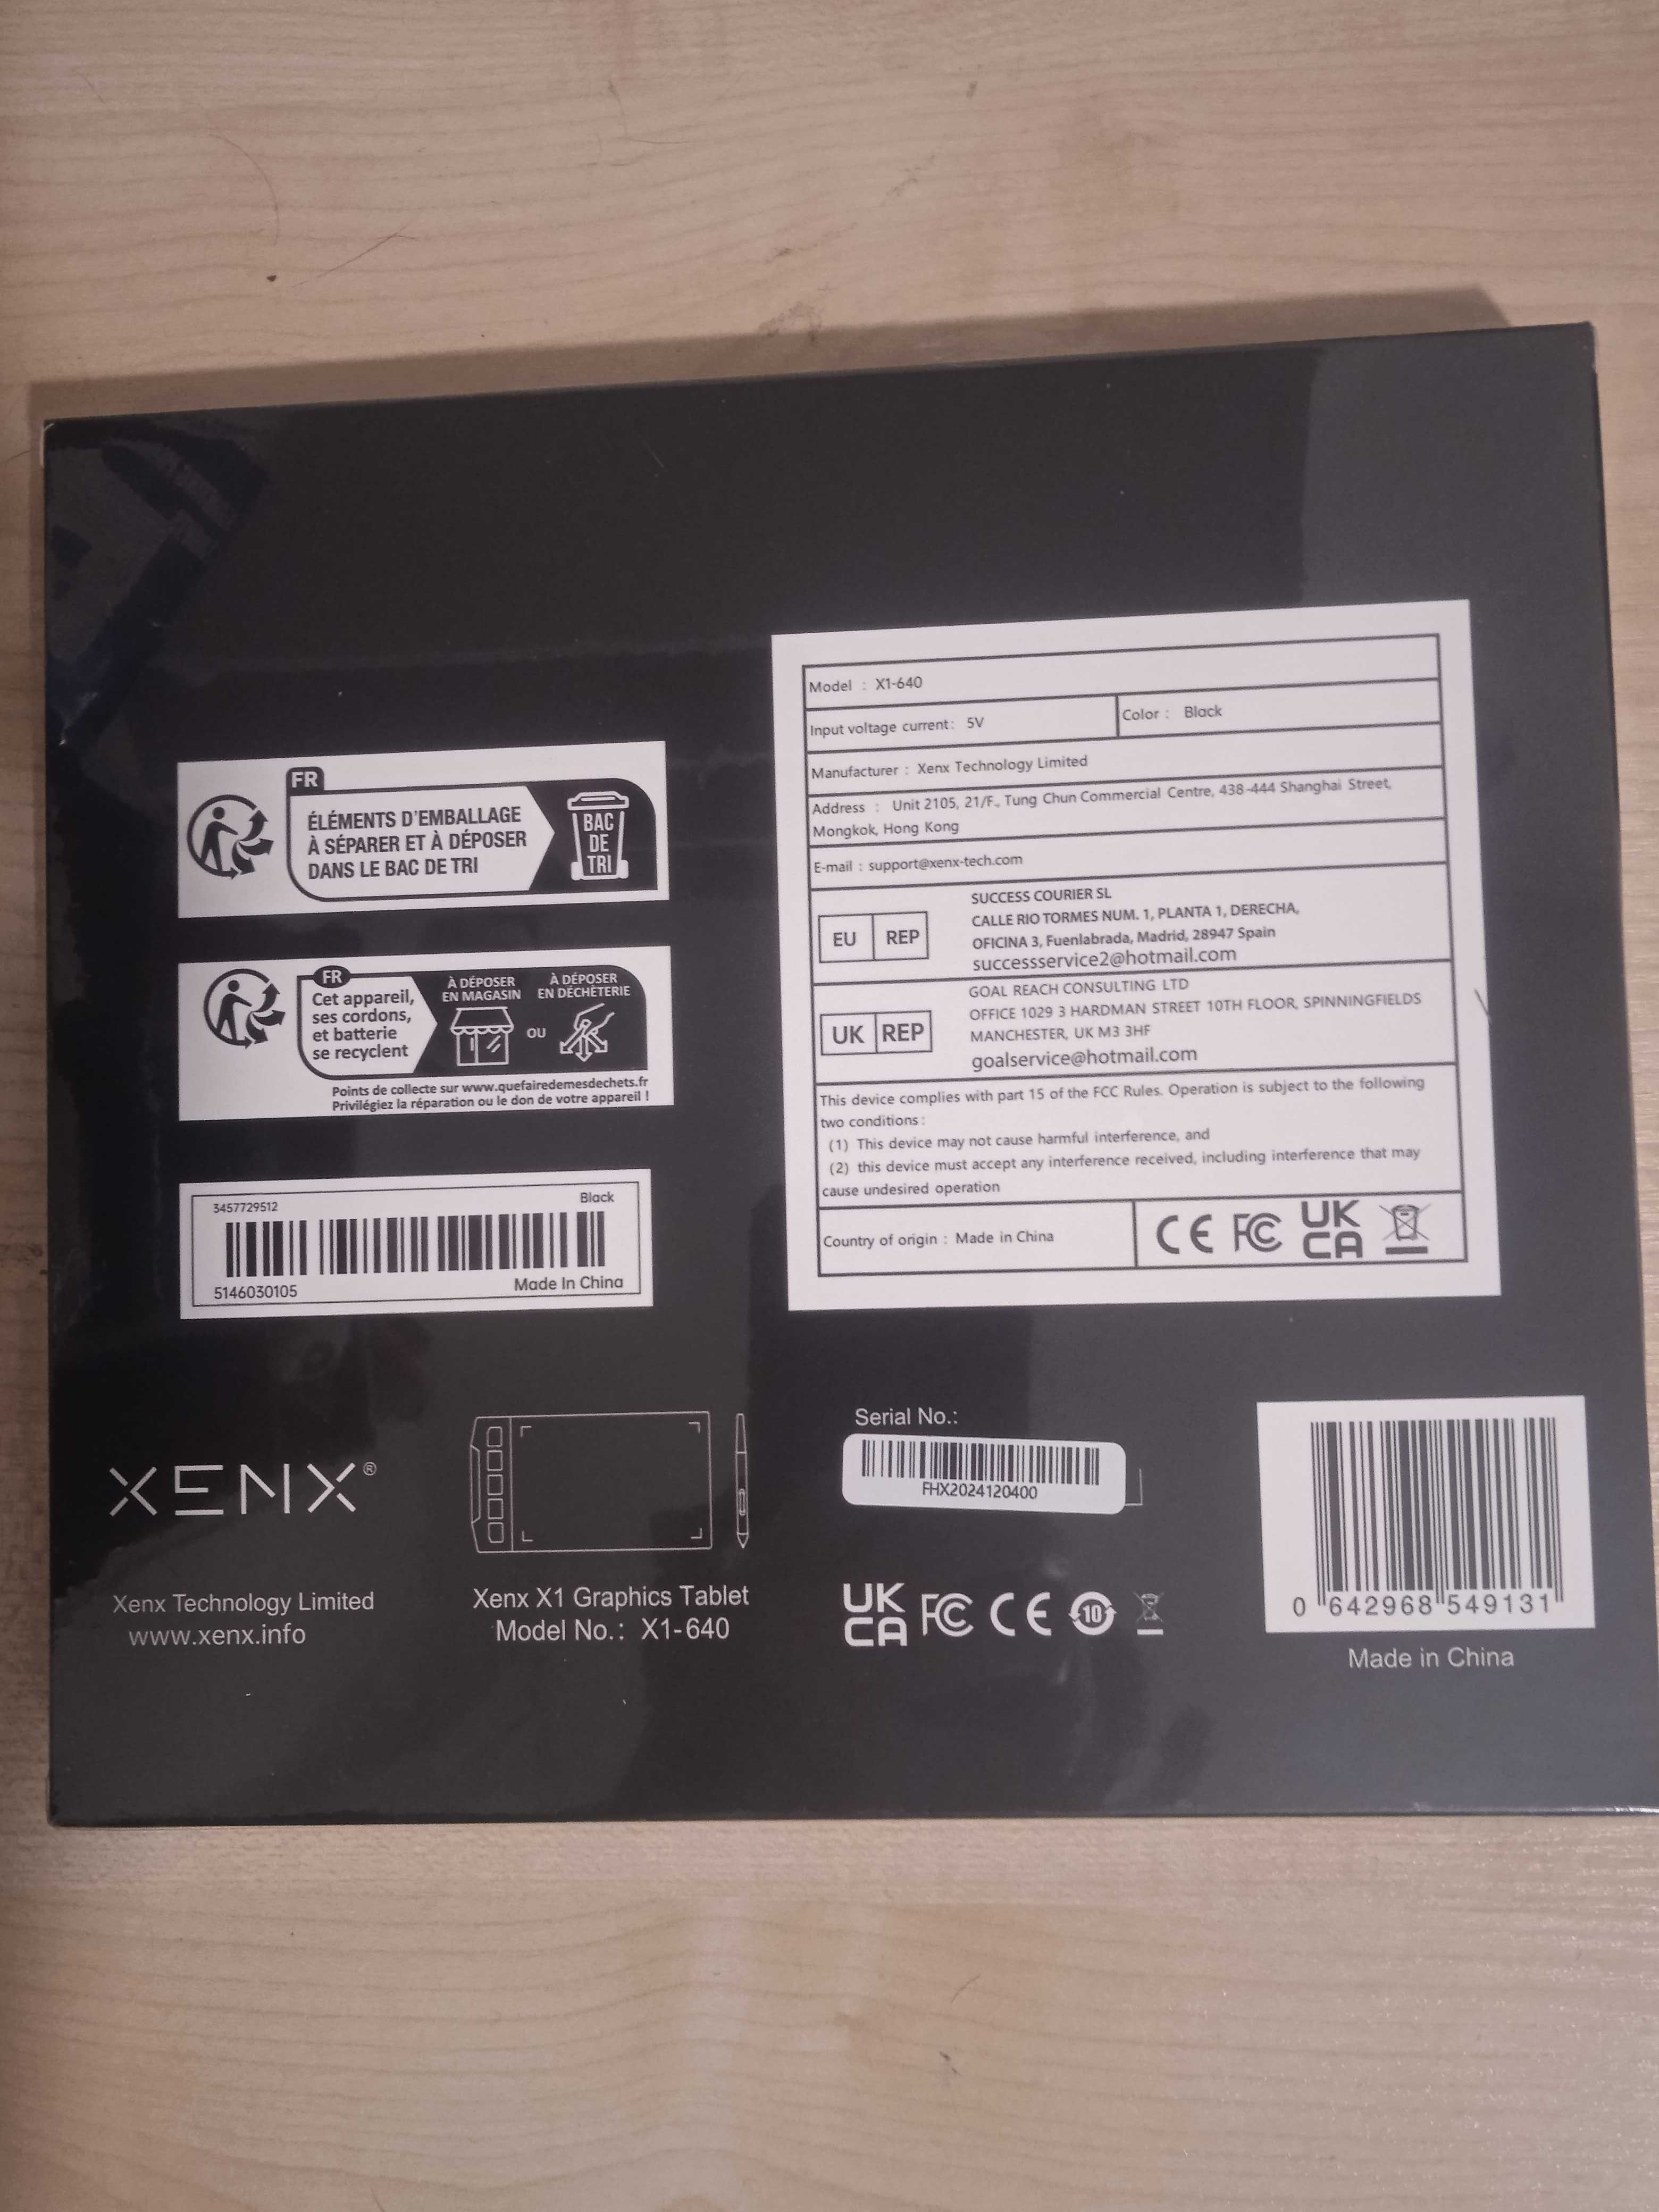 Model : X1-640
Input voltage current: 5V
Color : Black
Manufacturer : Xenx Technology Limited
Address : Unit 2105, 21/F., Tung Chun Commercial Centre, 438-444 Shanghai Street,
Mongkok, Hong Kong
E-mail : support@xenx-tech.com
EU REP
SUCCESS COURIER SL
CALLE RIO TORMES NUM. 1, PLANTA 1, DERECHA,
OFICINA 3, Fuenlabrada, Madrid, 28947 Spain
successservice2@hotmail.com
UK REP
GOAL REACH CONSULTING LTD
OFFICE 1029 3 HARDMAN STREET 10TH FLOOR, SPINNINGFIELDS
MANCHESTER, UK M3 3HF
goalservice@hotmail.com
This device complies with part 15 of the FCC Rules. Operation is subject to the following
two conditions:
(1) This device may not cause harmful interference, and
(2) this device must accept any interference received, including interference that may
cause undesired operation
Country of origin : Made in China
CE FC UK
CA
FR
ÉLÉMENTS D'EMBALLAGE
À SÉPARER ET À DÉPOSER
DANS LE BAC DE TRI
BAC
DE
TRI
FR
Cet appareil,
ses cordons,
et batterie
se recyclent
À DÉPOSER
EN MAGASIN
OU
À DÉPOSER
EN DÉCHÈTERIE
Points de collecte sur www.quefairedemesdechets.fr
Privilégiez la réparation ou le don de votre appareil !
3457729512
Black
5146030105
Made In China
XENX®
Xenx Technology Limited
www.xenx.info
Xenx X1 Graphics Tablet
Model No.: X1-640
Serial No.:
FHX2024120400
UK
CA FC CE 10
0 642968 549131
Made in China